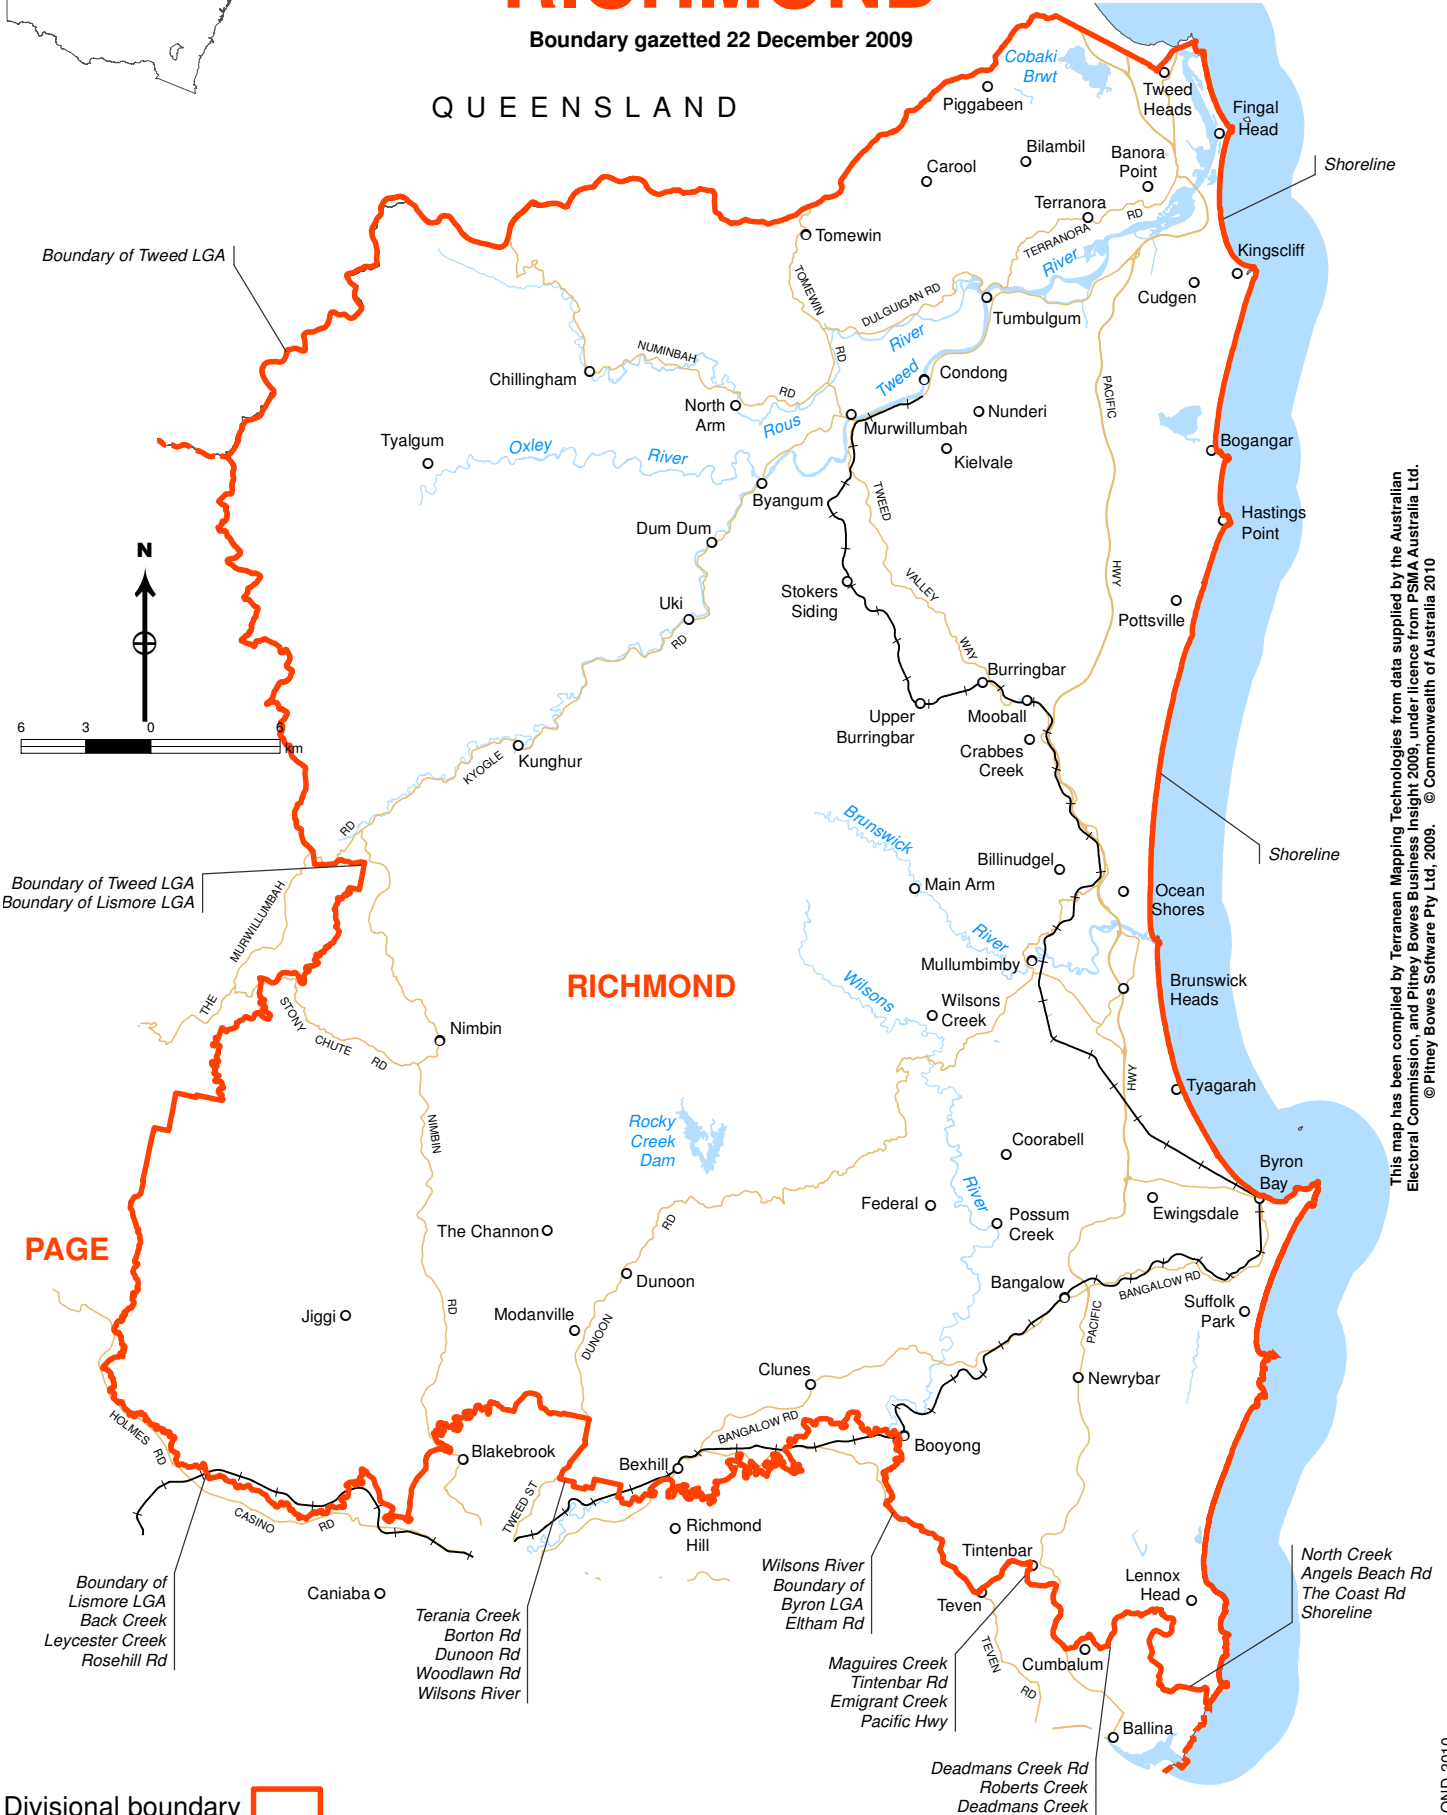 RICHMOND
Boundary gazetted 22 December 2009
QUEENSLAND
Cobaki
Brwt
Piggabeen
Tweed
Heads
Fingal
Head
Carool
Bilambil
Banora
Point
Shoreline
Terranora
TERRANORA
RD
Tomewin
River
Kingscliff
Boundary of Tweed LGA
TOMEWIN
RD
DULGUIGAN RD
Cudgen
Tumbulgum
River
Tweed
NUMINBAH
RD
Chillingham
Condong
PACIFIC
HWY
North
Arm
Rous
Nunderi
Murwillumbah
Tyalgum
Oxley
River
Kielvale
Bogangar
Byangum
TWEED
VALLEY
WAY
Hastings
Point
Dum Dum
N
Stokers
Siding
Uki
RD
Pottsville
Burringbar
6
3
0
6
km
Upper
Burringbar
Mooball
Crabbes
Creek
Kunghur
KYOGLE
RD
Brunswick
River
Billinudgel
Shoreline
Boundary of Tweed LGA
Boundary of Lismore LGA
Main Arm
Ocean
Shores
THE
MURWILLUMBAH
Mullumbimby
RICHMOND
Wilsons
River
Brunswick
Heads
Wilsons
Creek
STONY
CHUTE
RD
Nimbin
HWY
Tyagarah
NIMBIN
RD
Rocky
Creek
Dam
Coorabell
Byron
Bay
Federal
Possum
Creek
Ewingsdale
PAGE
The Channon
RD
Dunoon
Bangalow
BANGALOW RD
Suffolk
Park
Jiggi
Modanville
DUNOON
PACIFIC
Clunes
Newrybar
HOLMES
RD
BANGALOW RD
Blakebrook
Bexhill
Booyong
TWEED ST
CASINO
RD
Richmond
Hill
Tintenbar
Lennox
Head
Teven
TEVEN
RD
Caniaba
Cumbalum
Ballina
Boundary of
Lismore LGA
Back Creek
Leycester Creek
Rosehill Rd
Terania Creek
Borton Rd
Dunoon Rd
Woodlawn Rd
Wilsons River
Wilsons River
Boundary of
Byron LGA
Eltham Rd
Maguires Creek
Tintenbar Rd
Emigrant Creek
Pacific Hwy
North Creek
Angels Beach Rd
The Coast Rd
Shoreline
Deadmans Creek Rd
Roberts Creek
Deadmans Creek
Divisional boundary
This map has been compiled by Terranean Mapping Technologies from data supplied by the Australian
Electoral Commission, and Pitney Bowes Business Insight 2009, under licence from PSMA Australia Ltd.
© Pitney Bowes Software Pty Ltd, 2009. © Commonwealth of Australia 2010